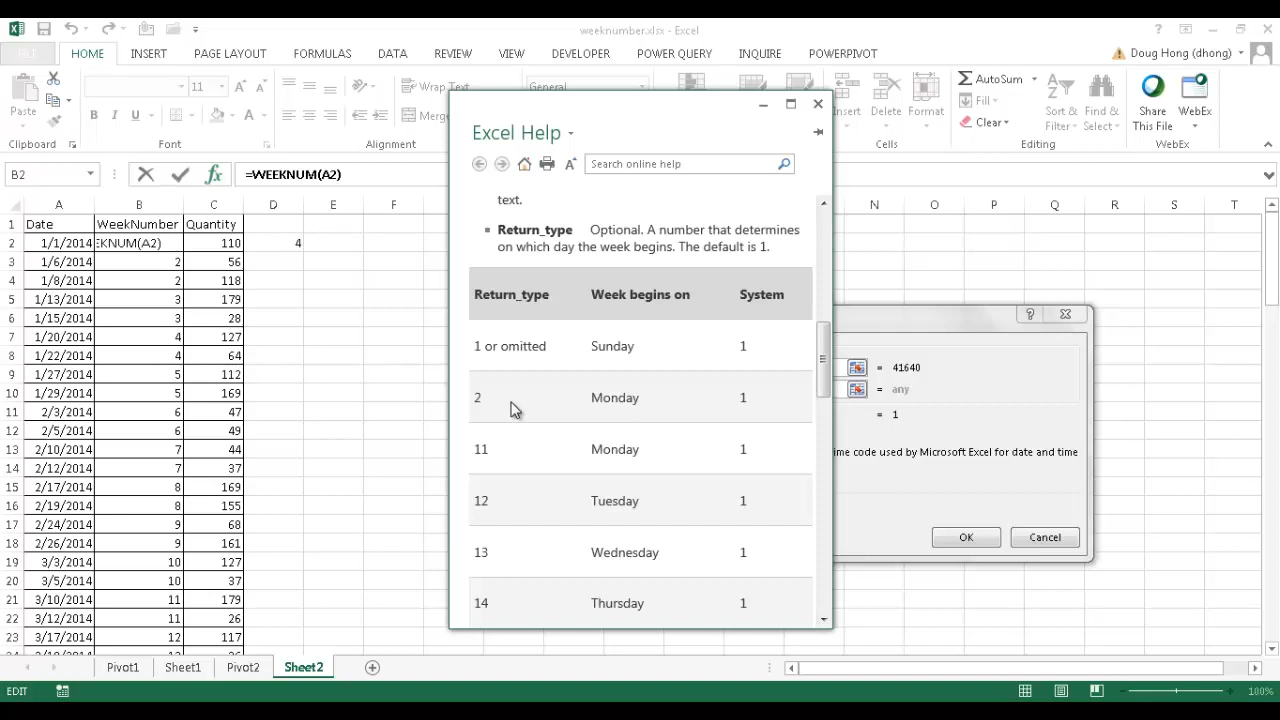 weeknumber.xlsx - Excel
FILE HOME INSERT PAGE LAYOUT FORMULAS DATA REVIEW VIEW DEVELOPER POWER QUERY INQUIRE POWERPIVOT Doug Hong (dhong)
Paste
Clipboard
11
B I U
Font
Wrap Text
Merg
Alignment
General
Insert
Delete
Format
Cells
AutoSum
Fill
Clear
Sort & Filter
Find & Select
Editing
Share This File
WebEx
WebEx
B2 =WEEKNUM(A2)
A B C D E F N O P Q R S T
1 Date WeekNumber Quantity
2 1/1/2014 EKNUM(A2) 110 4
3 1/6/2014 2 56
4 1/8/2014 2 118
5 1/13/2014 3 179
6 1/15/2014 3 28
7 1/20/2014 4 127
8 1/22/2014 4 64
9 1/27/2014 5 112
10 1/29/2014 5 169
11 2/3/2014 6 47
12 2/5/2014 6 49
13 2/10/2014 7 44
14 2/12/2014 7 37
15 2/17/2014 8 169
16 2/19/2014 8 155
17 2/24/2014 9 68
18 2/26/2014 9 161
19 3/3/2014 10 127
20 3/5/2014 10 37
21 3/10/2014 11 179
22 3/12/2014 11 26
23 3/17/2014 12 117
Excel Help
Search online help
text.
Return_type Optional. A number that determines
on which day the week begins. The default is 1.
Return_type Week begins on System
1 or omitted Sunday 1
2 Monday 1
11 Monday 1
12 Tuesday 1
13 Wednesday 1
14 Thursday 1
= 41640
= any
= 1
ime code used by Microsoft Excel for date and time
OK Cancel
Pivot1 Sheet1 Pivot2 Sheet2
EDIT 100%